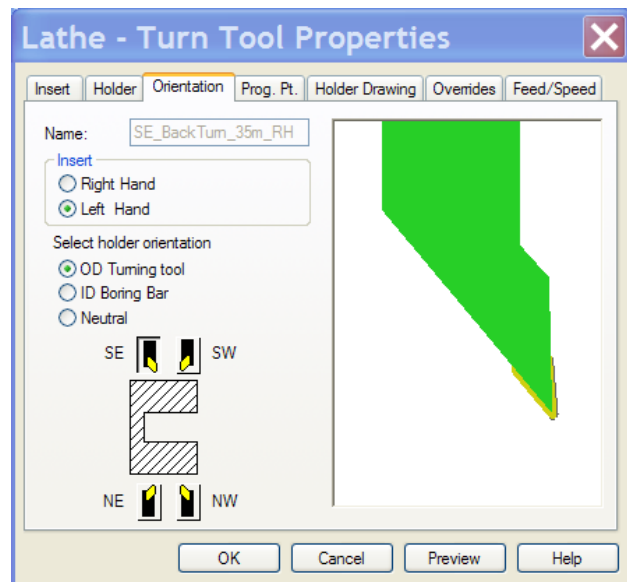 Lathe - Turn Tool Properties
Insert Holder Orientation Prog. Pt. Holder Drawing Overrides Feed/Speed
Name: SE_BackTurn_35m_RH
Insert
Right Hand
Left Hand
Select holder orientation
OD Turning tool
ID Boring Bar
Neutral
SE SW
NE NW
OK Cancel Preview Help